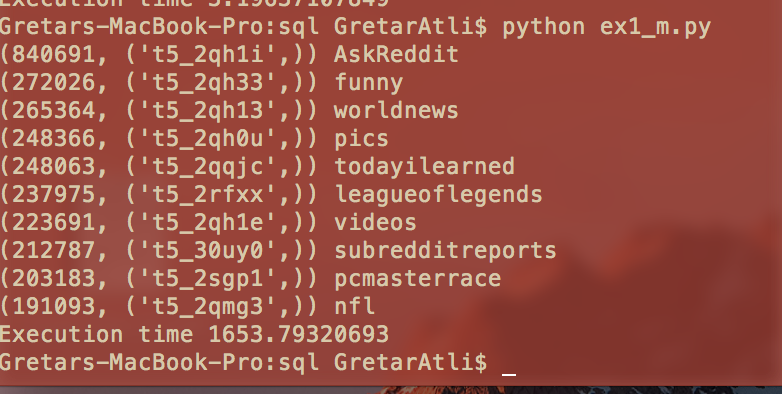 Execution time 3.19657107849
Gretars-MacBook-Pro:sql GretarAtli$ python ex1_m.py
(840691, ('t5_2qh1i',)) AskReddit
(272026, ('t5_2qh33',)) funny
(265364, ('t5_2qh13',)) worldnews
(248366, ('t5_2qh0u',)) pics
(248063, ('t5_2qqjc',)) todayilearned
(237975, ('t5_2rfxx',)) leagueoflegends
(223691, ('t5_2qh1e',)) videos
(212787, ('t5_30uy0',)) subredditreports
(203183, ('t5_2sgp1',)) pcmasterrace
(191093, ('t5_2qmg3',)) nfl
Execution time 1653.79320693
Gretars-MacBook-Pro:sql GretarAtli$ _